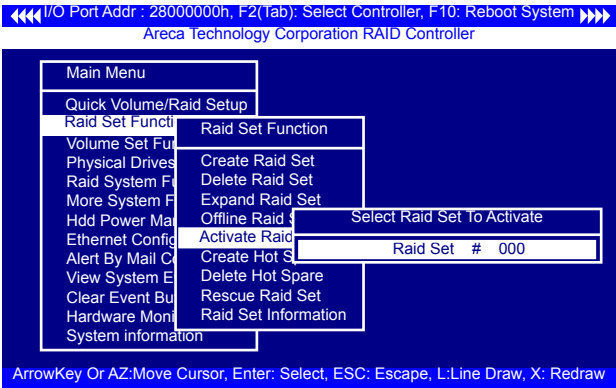 I/O Port Addr : 28000000h, F2(Tab): Select Controller, F10: Reboot System
Areca Technology Corporation RAID Controller
Main Menu
Quick Volume/Raid Setup
Raid Set Functi
Volume Set Fun
Physical Drives
Raid System Fu
More System F
Hdd Power Ma
Ethernet Config
Alert By Mail Co
View System E
Clear Event Bu
Hardware Moni
System information
Raid Set Function
Create Raid Set
Delete Raid Set
Expand Raid Set
Offline Raid S
Activate Raid
Create Hot S
Delete Hot Spare
Rescue Raid Set
Raid Set Information
Select Raid Set To Activate
Raid Set # 000
ArrowKey Or AZ:Move Cursor, Enter: Select, ESC: Escape, L:Line Draw, X: Redraw